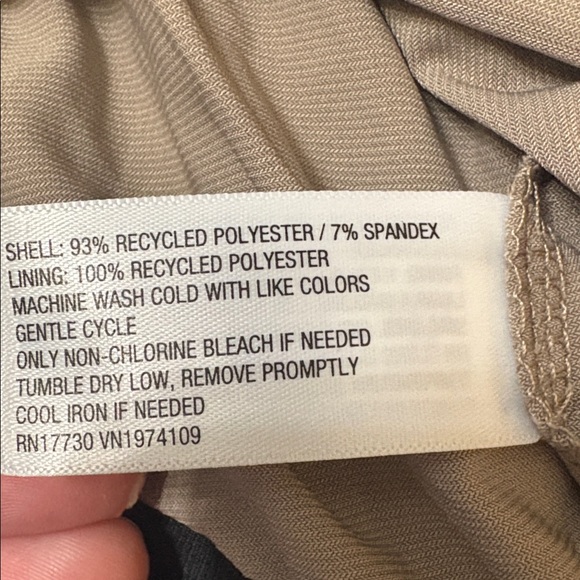 SHELL: 93% RECYCLED POLYESTER / 7% SPANDEX
LINING: 100% RECYCLED POLYESTER
MACHINE WASH COLD WITH LIKE COLORS
GENTLE CYCLE
ONLY NON-CHLORINE BLEACH IF NEEDED
TUMBLE DRY LOW, REMOVE PROMPTLY
COOL IRON IF NEEDED
RN17730 VN1974109